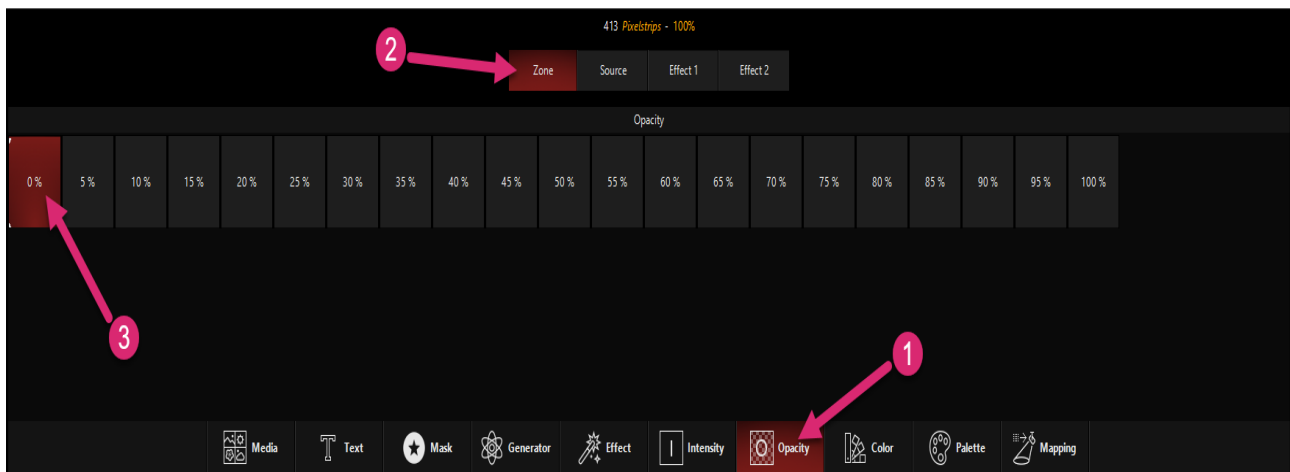 413 Pixelstrips - 100%
2
Zone Source Effect 1 Effect 2
Opacity
0 % 5 % 10 % 15 % 20 % 25 % 30 % 35 % 40 % 45 % 50 % 55 % 60 % 65 % 70 % 75 % 80 % 85 % 90 % 95 % 100 %
3
1
Media Text Mask Generator Effect Intensity Opacity Color Palette Mapping